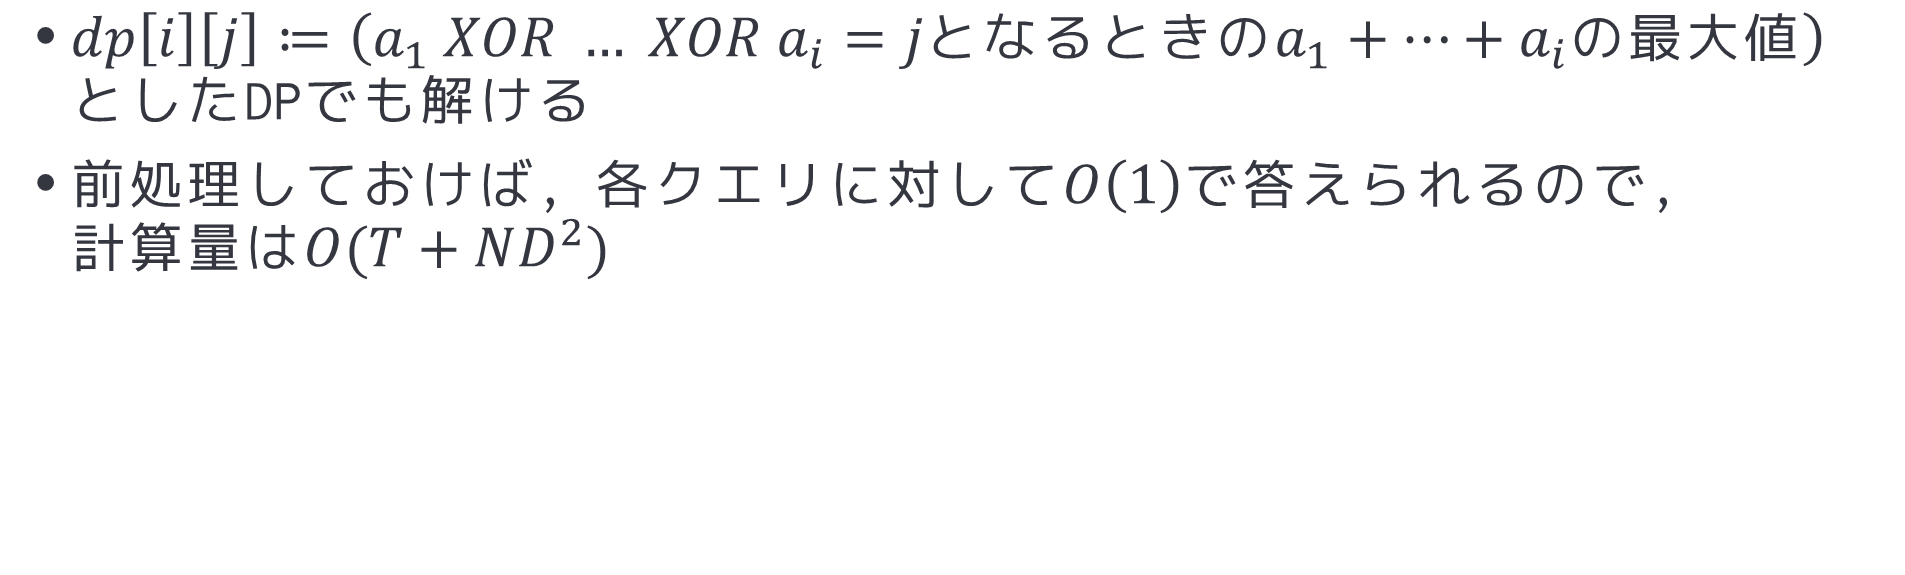 • dp[i][j] ≔ (a₁ XOR … XOR aᵢ = jとなるときのa₁ + ⋯ + aᵢの最大値)
としたDPでも解ける
• 前処理しておけば, 各クエリに対してO(1)で答えられるので,
計算量はO(T + ND²)